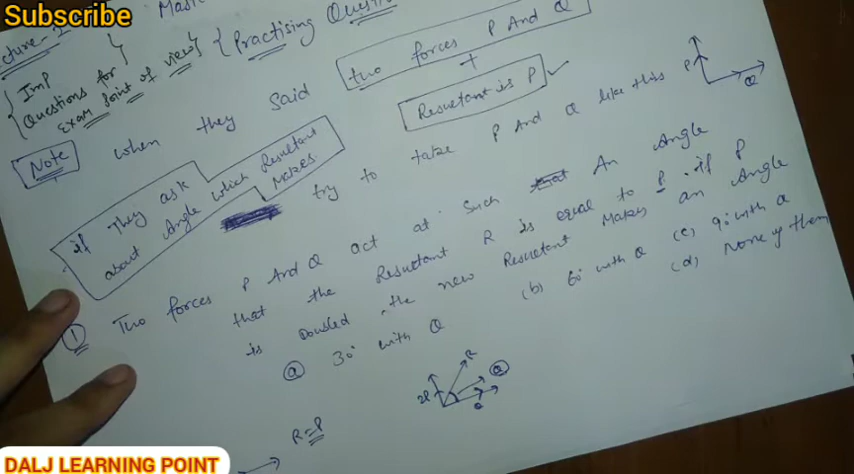 Subscribe
Lecture-
{ Imp
Questions for
Exam point of view } { Practising Questio
Note when they said two forces P And Q
+
Resultant is P
if They ask
about Angle which Resultant
Makes
try to take P And Q like this
P
Q
① Two forces P And Q act at such An Angle
that the Resultant R is equal to P. if P
is Doubled, the new Resultant Makes an Angle
(a) 30° with Q (b) 60° with Q (c) 90° with Q
(d) None of them
R
2P
Q
Q
R=P
DALJ LEARNING POINT